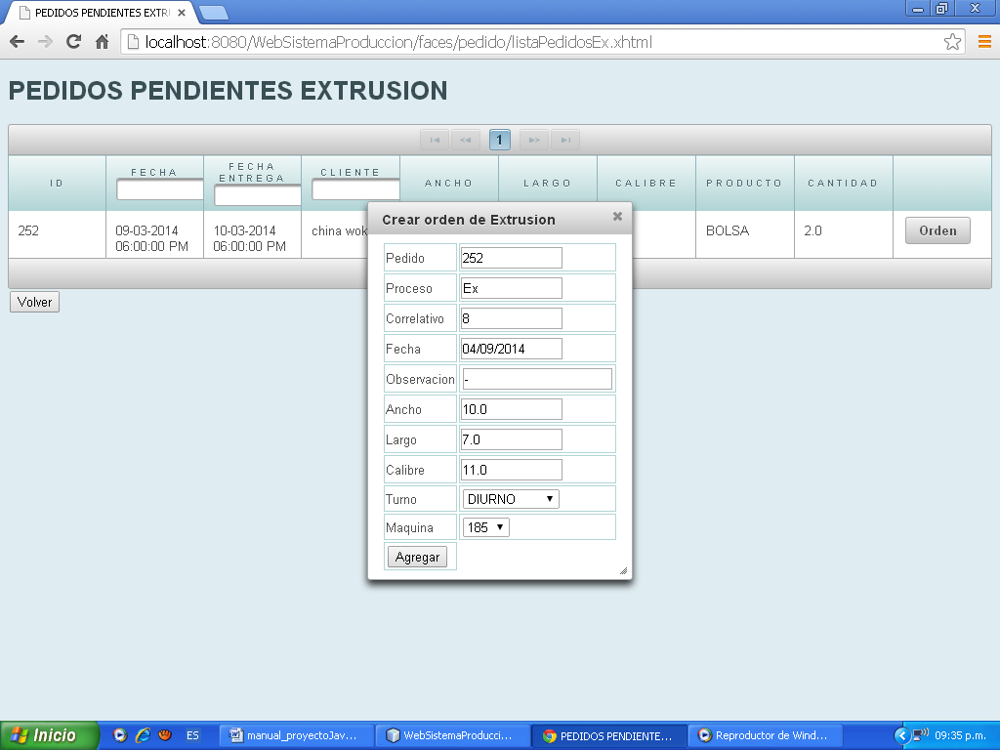 PEDIDOS PENDIENTES EXTR
localhost:8080/WebSistemaProduccion/faces/pedido/listaPedidosEx.xhtml
PEDIDOS PENDIENTES EXTRUSION
1
ID
FECHA
FECHA
ENTREGA
CLIENTE
ANCHO
LARGO
CALIBRE
PRODUCTO
CANTIDAD
252
09-03-2014
06:00:00 PM
10-03-2014
06:00:00 PM
china wok
BOLSA
2.0
Orden
Volver
Crear orden de Extrusion
Pedido 252
Proceso Ex
Correlativo 8
Fecha 04/09/2014
Observacion -
Ancho 10.0
Largo 7.0
Calibre 11.0
Turno DIURNO
Maquina 185
Agregar
Inicio
ES
manual_proyectoJav...
WebSistemaProducci...
PEDIDOS PENDIENTE...
Reproductor de Wind...
09:35 p.m.